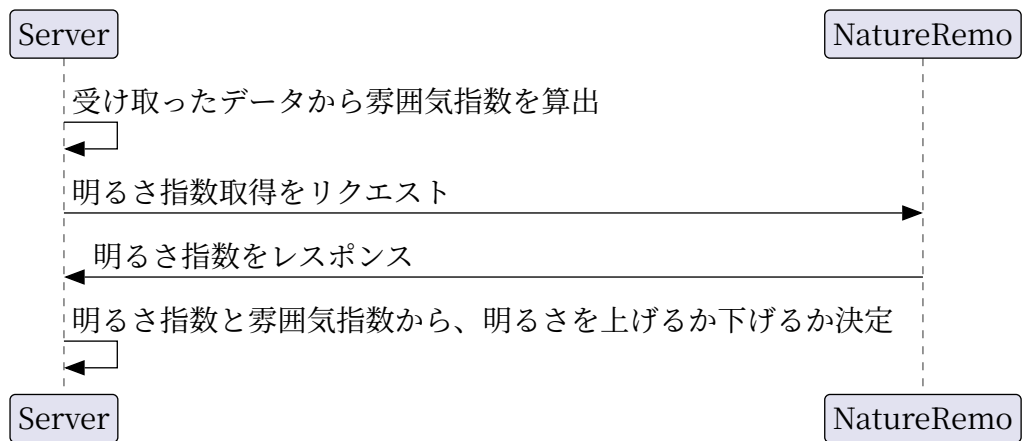 Server NatureRemo
受け取ったデータから雰囲気指数を算出
明るさ指数取得をリクエスト
明るさ指数をレスポンス
明るさ指数と雰囲気指数から、明るさを上げるか下げるか決定
Server NatureRemo